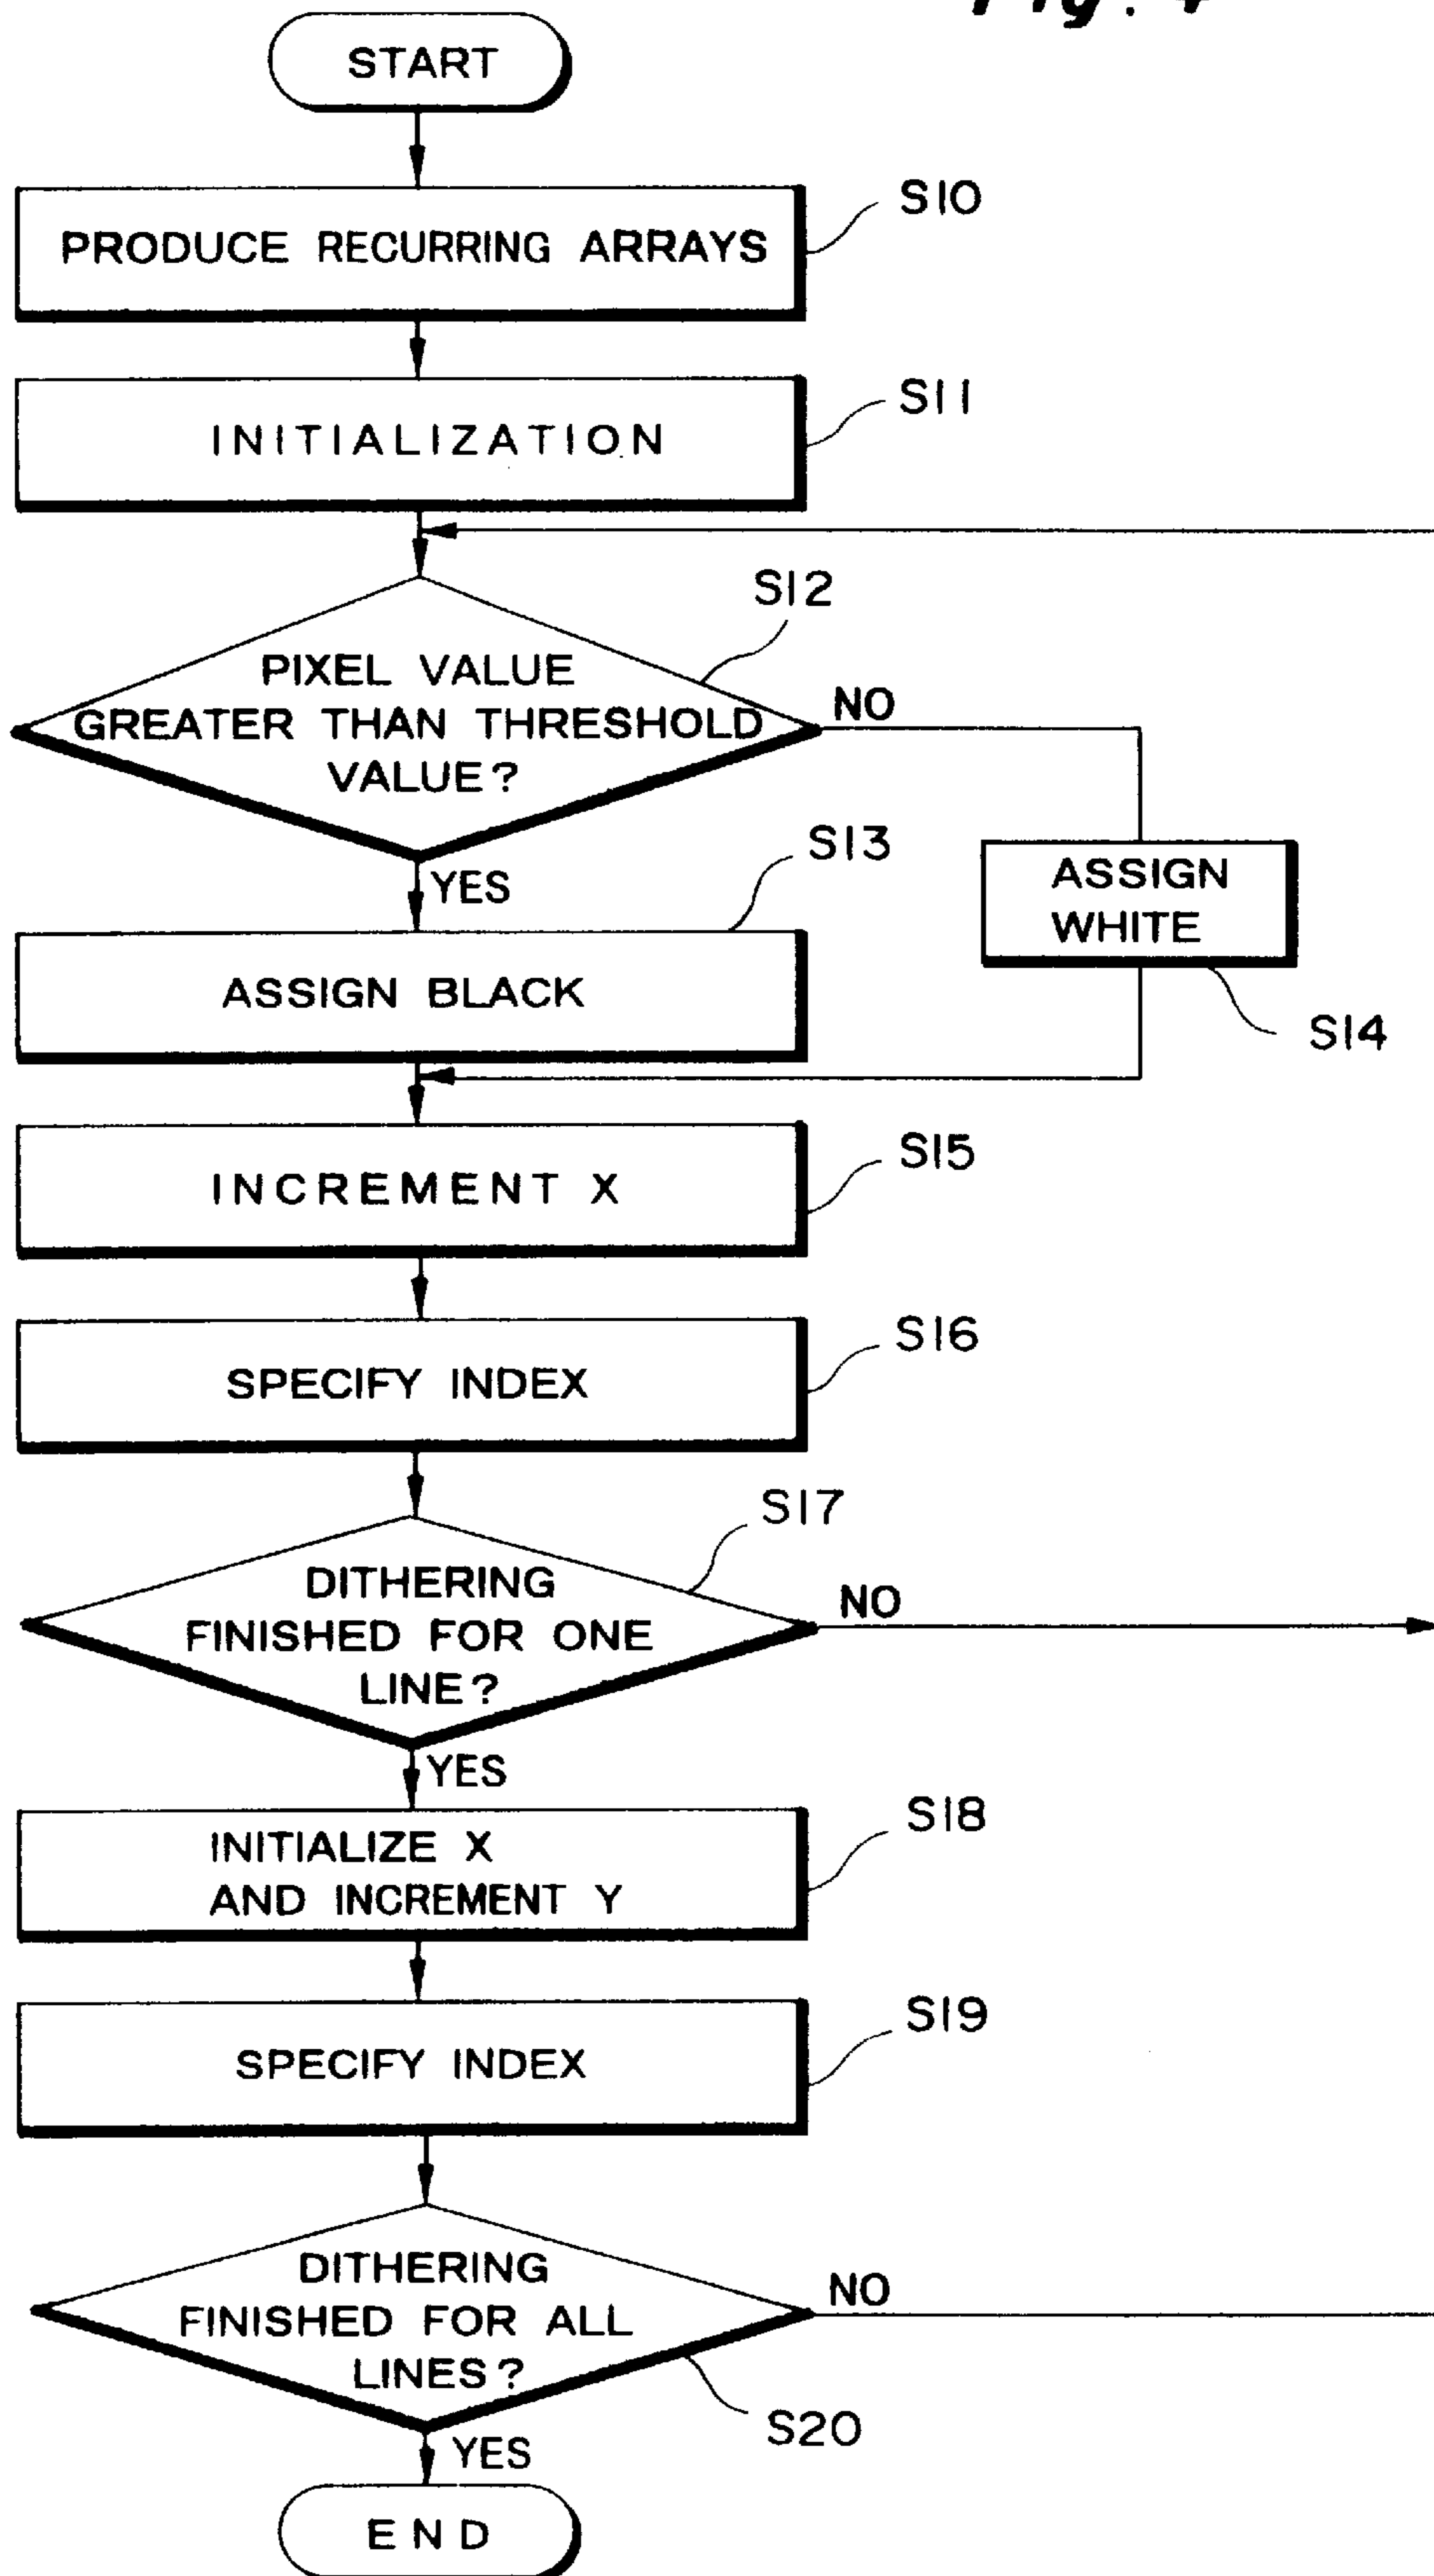 Fig. 4
START
PRODUCE RECURRING ARRAYS
S10
INITIALIZATION
S11
S12
PIXEL VALUE
GREATER THAN THRESHOLD
VALUE?
NO
YES
S13
ASSIGN
WHITE
ASSIGN BLACK
S14
INCREMENT X
S15
SPECIFY INDEX
S16
S17
DITHERING
FINISHED FOR ONE
LINE?
NO
YES
INITIALIZE X
AND INCREMENT Y
S18
SPECIFY INDEX
S19
DITHERING
FINISHED FOR ALL
LINES?
NO
S20
YES
END